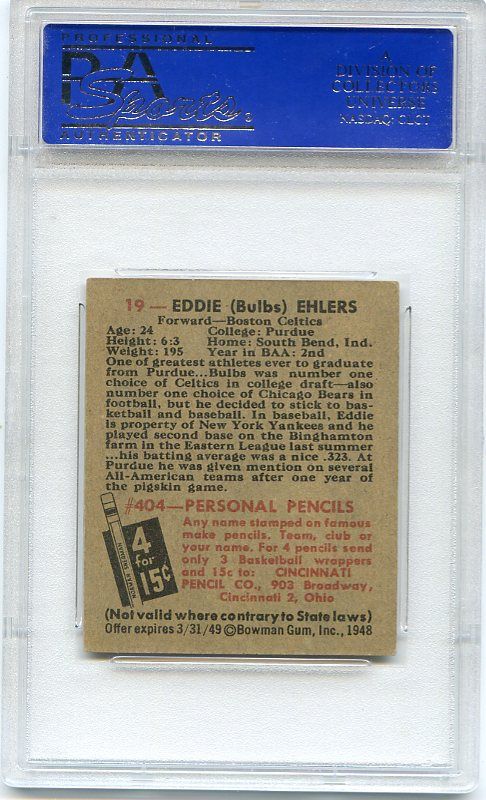 PROFESSIONAL
PSA
Sports
AUTHENTICATOR
A
DIVISION OF
COLLECTORS
UNIVERSE
NASDAQ: CLCT
19 — EDDIE (Bulbs) EHLERS
Forward—Boston Celtics
Age: 24 College: Purdue
Height: 6:3 Home: South Bend, Ind.
Weight: 195 Year in BAA: 2nd
One of greatest athletes ever to graduate
from Purdue...Bulbs was number one
choice of Celtics in college draft—also
number one choice of Chicago Bears in
football, but he decided to stick to bas-
ketball and baseball. In baseball, Eddie
is property of New York Yankees and he
played second base on the Binghamton
farm in the Eastern League last summer
...his batting average was a nice .323. At
Purdue he was given mention on several
All-American teams after one year of
the pigskin game.
#404—PERSONAL PENCILS
Any name stamped on famous
make pencils. Team, club or
your name. For 4 pencils send
only 3 Basketball wrappers
and 15c to: CINCINNATI
PENCIL CO., 903 Broadway,
Cincinnati 2, Ohio
4
for
15¢
(Not valid where contrary to State laws)
Offer expires 3/31/49 ©Bowman Gum, Inc., 1948